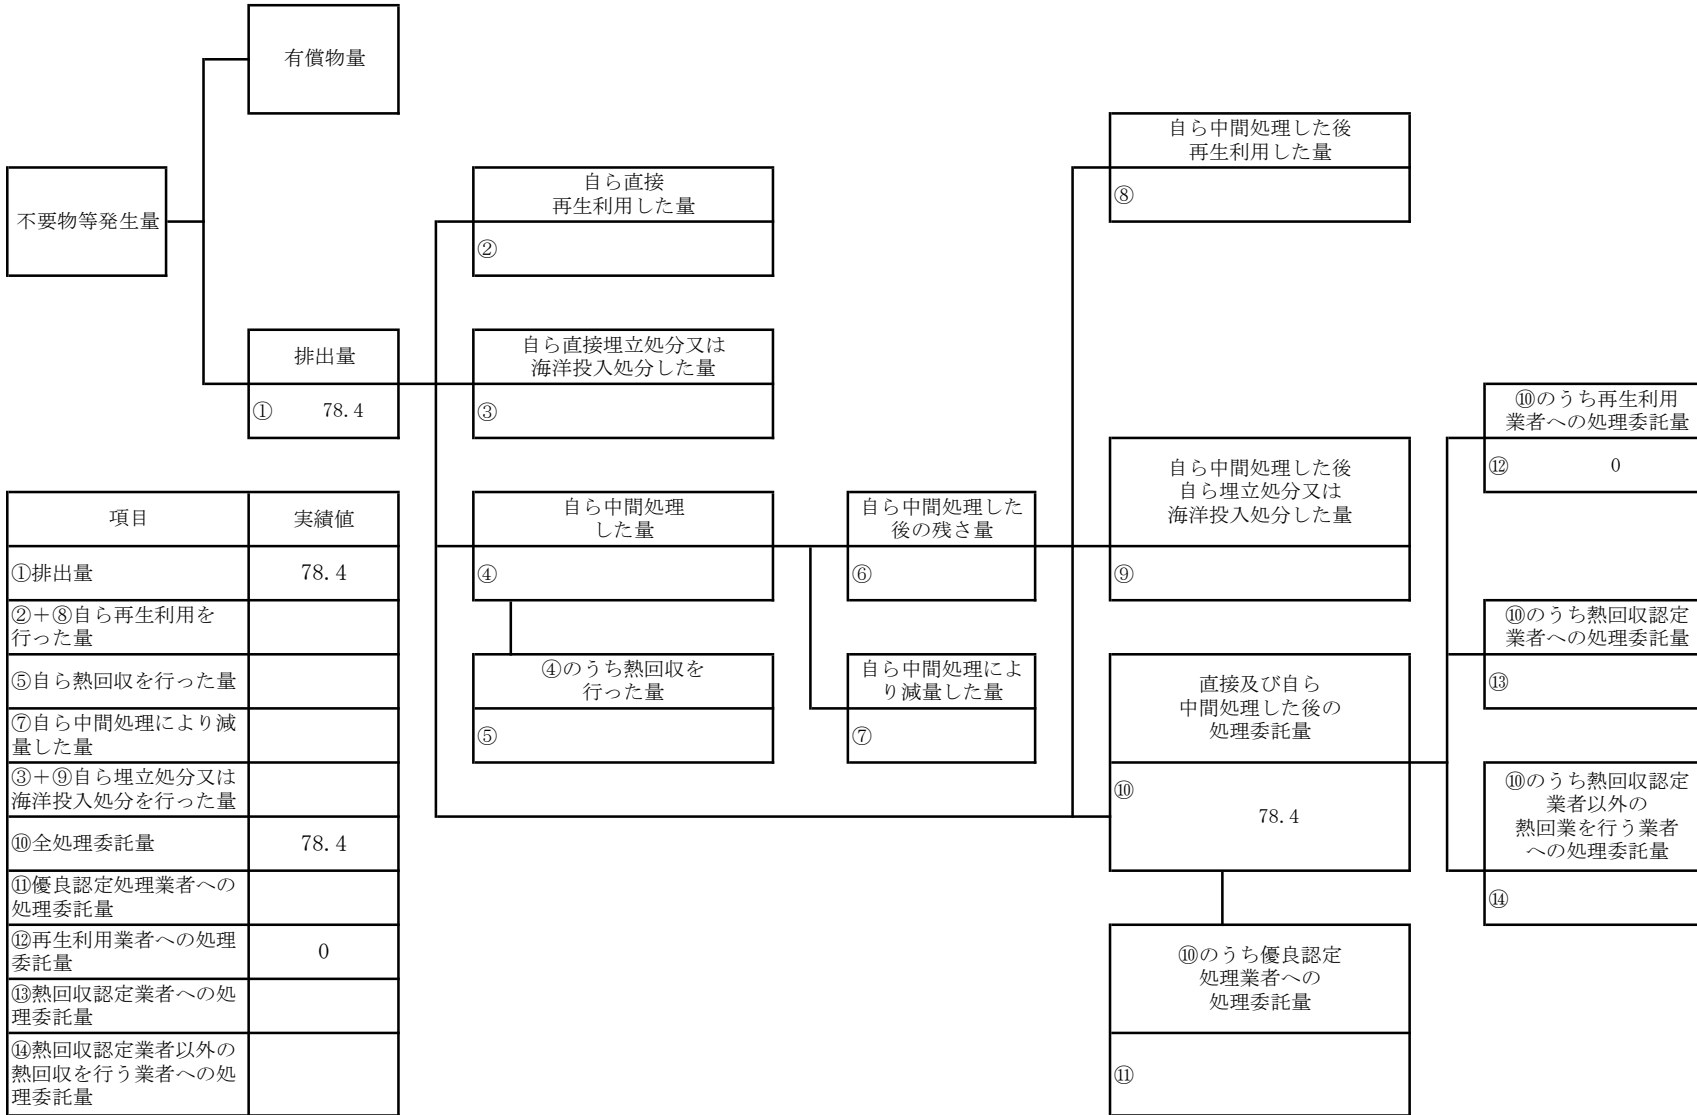 有償物量
不要物等発生量
排出量
① 78.4
自ら直接
再生利用した量
②
自ら直接埋立処分又は
海洋投入処分した量
③
自ら中間処理
した量
④
④のうち熱回収を
行った量
⑤
自ら中間処理した
後の残さ量
⑥
自ら中間処理によ
り減量した量
⑦
自ら中間処理した後
再生利用した量
⑧
自ら中間処理した後
自ら埋立処分又は
海洋投入処分した量
⑨
直接及び自ら
中間処理した後の
処理委託量
⑩
78.4
⑩のうち優良認定
処理業者への
処理委託量
⑪
⑩のうち再生利用
業者への処理委託量
⑫ 0
⑩のうち熱回収認定
業者への処理委託量
⑬
⑩のうち熱回収認定
業者以外の
熱回業を行う業者
への処理委託量
⑭
項目 実績値
①排出量 78.4
②+⑧自ら再生利用を
行った量
⑤自ら熱回収を行った量
⑦自ら中間処理により減
量した量
③+⑨自ら埋立処分又は
海洋投入処分を行った量
⑩全処理委託量 78.4
⑪優良認定処理業者への
処理委託量
⑫再生利用業者への処理
委託量 0
⑬熱回収認定業者への処
理委託量
⑭熱回収認定業者以外の
熱回収を行う業者への処
理委託量